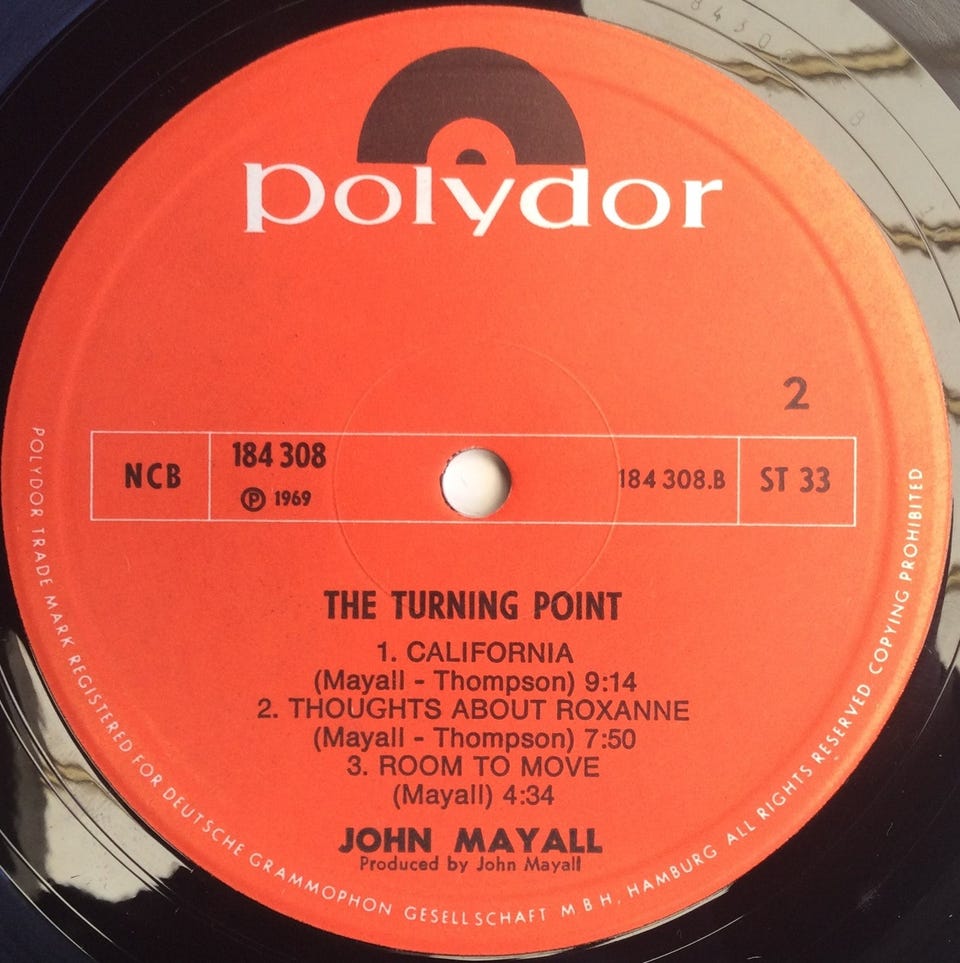 polydor
2
NCB
184 308
Ⓟ 1969
184 308.B
ST 33
THE TURNING POINT
1. CALIFORNIA
(Mayall - Thompson) 9:14
2. THOUGHTS ABOUT ROXANNE
(Mayall - Thompson) 7:50
3. ROOM TO MOVE
(Mayall) 4:34
JOHN MAYALL
Produced by John Mayall
POLYDOR TRADE MARK REGISTERED FOR DEUTSCHE GRAMMOPHON GESELLSCHAFT M B H, HAMBURG ALL RIGHTS RESERVED COPYING PROHIBITED